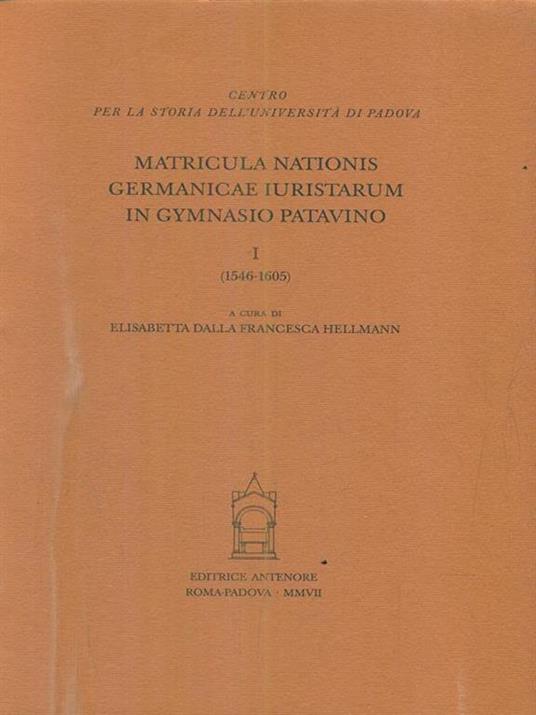 CENTRO
PER LA STORIA DELL'UNIVERSITÀ DI PADOVA
MATRICULA NATIONIS
GERMANICAE IURISTARUM
IN GYMNASIO PATAVINO
I
(1546-1605)
A CURA DI
ELISABETTA DALLA FRANCESCA HELLMANN
EDITRICE ANTENORE
ROMA-PADOVA · MMVII